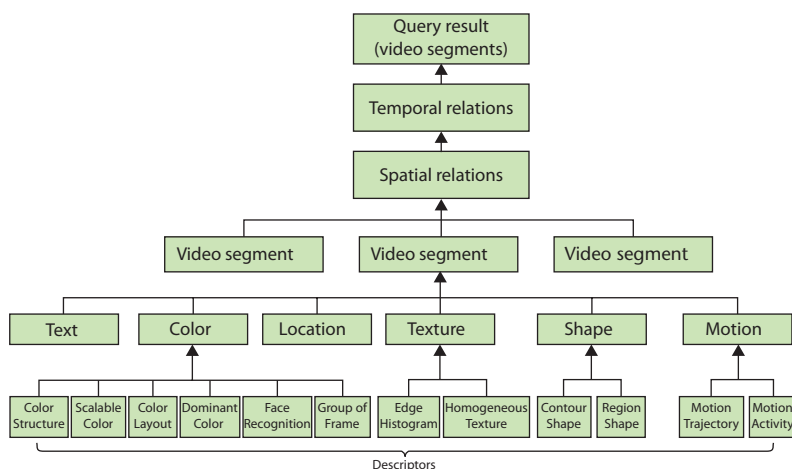 Query result
(video segments)
Temporal relations
Spatial relations
Video segment
Video segment
Video segment
Text
Color
Location
Texture
Shape
Motion
Color
Structure
Scalable
Color
Color
Layout
Dominant
Color
Face
Recognition
Group of
Frame
Edge
Histogram
Homogeneous
Texture
Contour
Shape
Region
Shape
Motion
Trajectory
Motion
Activity
Descriptors